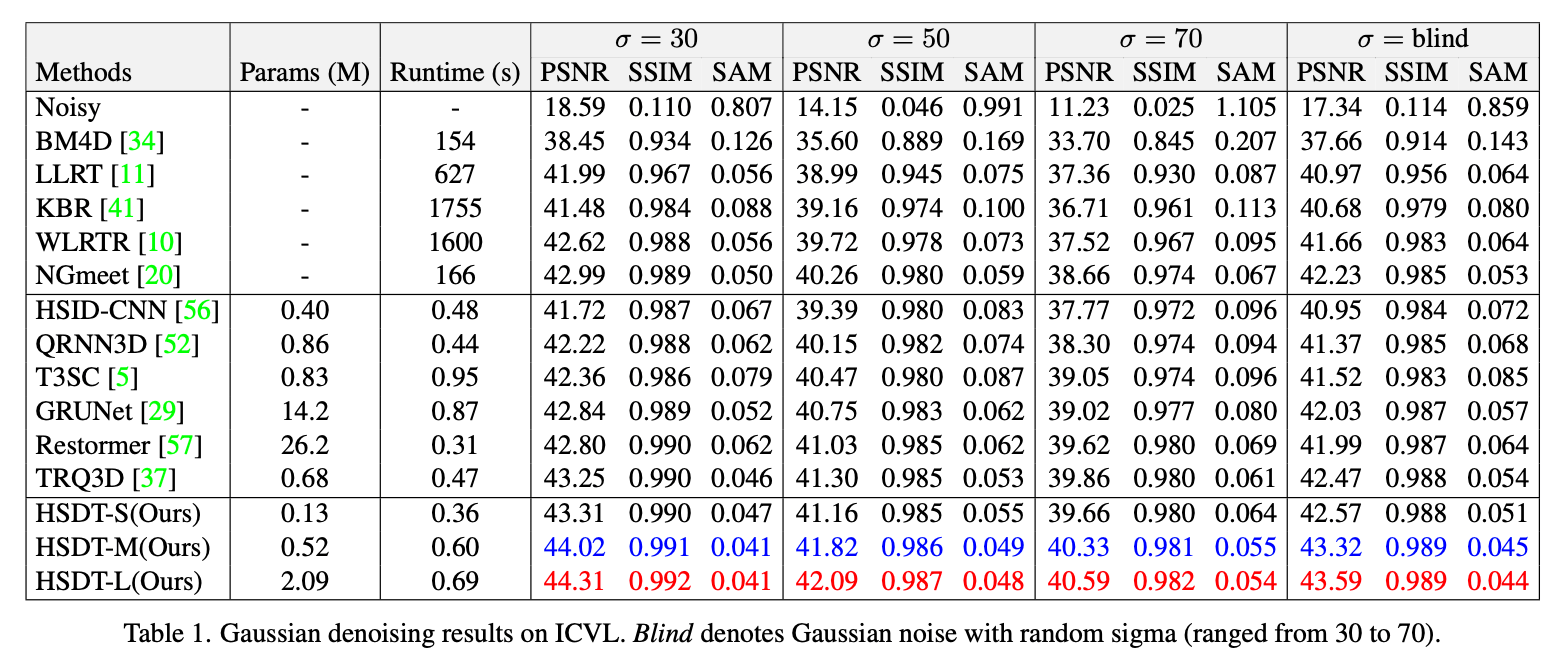 σ = 30 σ = 50 σ = 70 σ = blind
Methods Params (M) Runtime (s) PSNR SSIM SAM PSNR SSIM SAM PSNR SSIM SAM PSNR SSIM SAM
Noisy - - 18.59 0.110 0.807 14.15 0.046 0.991 11.23 0.025 1.105 17.34 0.114 0.859
BM4D [34] - 154 38.45 0.934 0.126 35.60 0.889 0.169 33.70 0.845 0.207 37.66 0.914 0.143
LLRT [11] - 627 41.99 0.967 0.056 38.99 0.945 0.075 37.36 0.930 0.087 40.97 0.956 0.064
KBR [41] - 1755 41.48 0.984 0.088 39.16 0.974 0.100 36.71 0.961 0.113 40.68 0.979 0.080
WLRTR [10] - 1600 42.62 0.988 0.056 39.72 0.978 0.073 37.52 0.967 0.095 41.66 0.983 0.064
NGmeet [20] - 166 42.99 0.989 0.050 40.26 0.980 0.059 38.66 0.974 0.067 42.23 0.985 0.053
HSID-CNN [56] 0.40 0.48 41.72 0.987 0.067 39.39 0.980 0.083 37.77 0.972 0.096 40.95 0.984 0.072
QRNN3D [52] 0.86 0.44 42.22 0.988 0.062 40.15 0.982 0.074 38.30 0.974 0.094 41.37 0.985 0.068
T3SC [5] 0.83 0.95 42.36 0.986 0.079 40.47 0.980 0.087 39.05 0.974 0.096 41.52 0.983 0.085
GRUNet [29] 14.2 0.87 42.84 0.989 0.052 40.75 0.983 0.062 39.02 0.977 0.080 42.03 0.987 0.057
Restormer [57] 26.2 0.31 42.80 0.990 0.062 41.03 0.985 0.062 39.62 0.980 0.069 41.99 0.987 0.064
TRQ3D [37] 0.68 0.47 43.25 0.990 0.046 41.30 0.985 0.053 39.86 0.980 0.061 42.47 0.988 0.054
HSDT-S(Ours) 0.13 0.36 43.31 0.990 0.047 41.16 0.985 0.055 39.66 0.980 0.064 42.57 0.988 0.051
HSDT-M(Ours) 0.52 0.60 44.02 0.991 0.041 41.82 0.986 0.049 40.33 0.981 0.055 43.32 0.989 0.045
HSDT-L(Ours) 2.09 0.69 44.31 0.992 0.041 42.09 0.987 0.048 40.59 0.982 0.054 43.59 0.989 0.044
Table 1. Gaussian denoising results on ICVL. Blind denotes Gaussian noise with random sigma (ranged from 30 to 70).